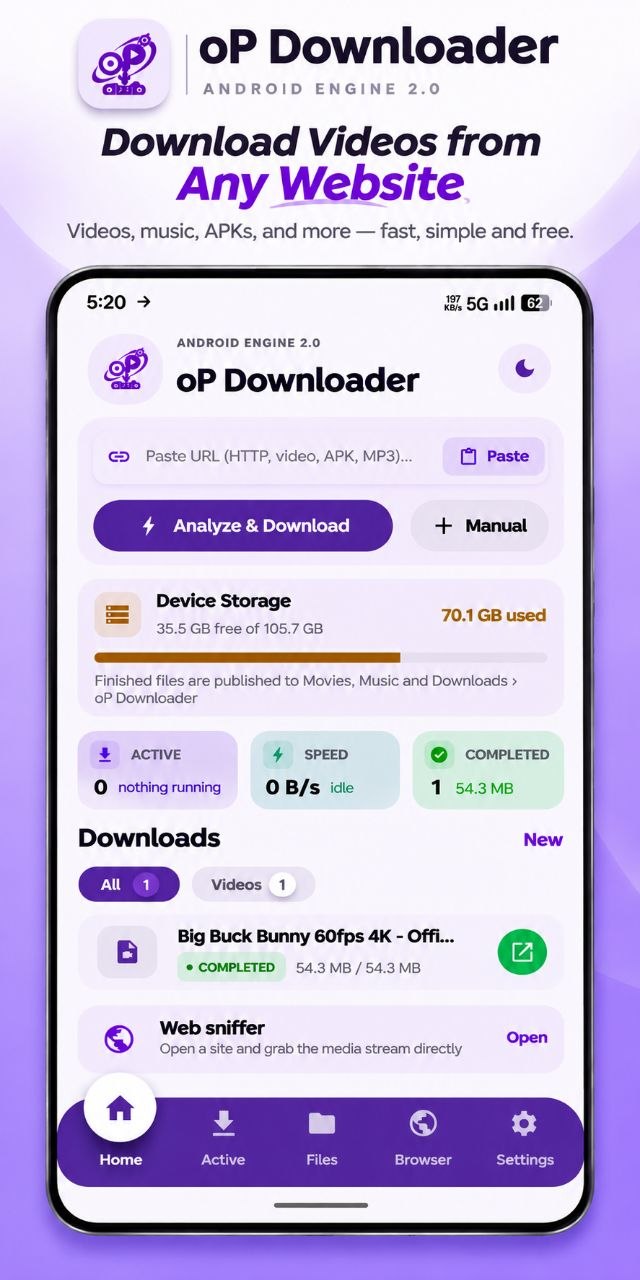 oP Downloader
ANDROID ENGINE 2.0
Download Videos from
Any Website
Videos, music, APKs, and more — fast, simple and free.
5:20
197 KB/s 5G 62
ANDROID ENGINE 2.0
oP Downloader
Paste URL (HTTP, video, APK, MP3)...
Paste
Analyze & Download
Manual
Device Storage
35.5 GB free of 105.7 GB
70.1 GB used
Finished files are published to Movies, Music and Downloads ›
oP Downloader
ACTIVE
0 nothing running
SPEED
0 B/s idle
COMPLETED
1 54.3 MB
Downloads
New
All 1
Videos 1
Big Buck Bunny 60fps 4K - Offi...
• COMPLETED 54.3 MB / 54.3 MB
Web sniffer
Open a site and grab the media stream directly
Open
Home
Active
Files
Browser
Settings